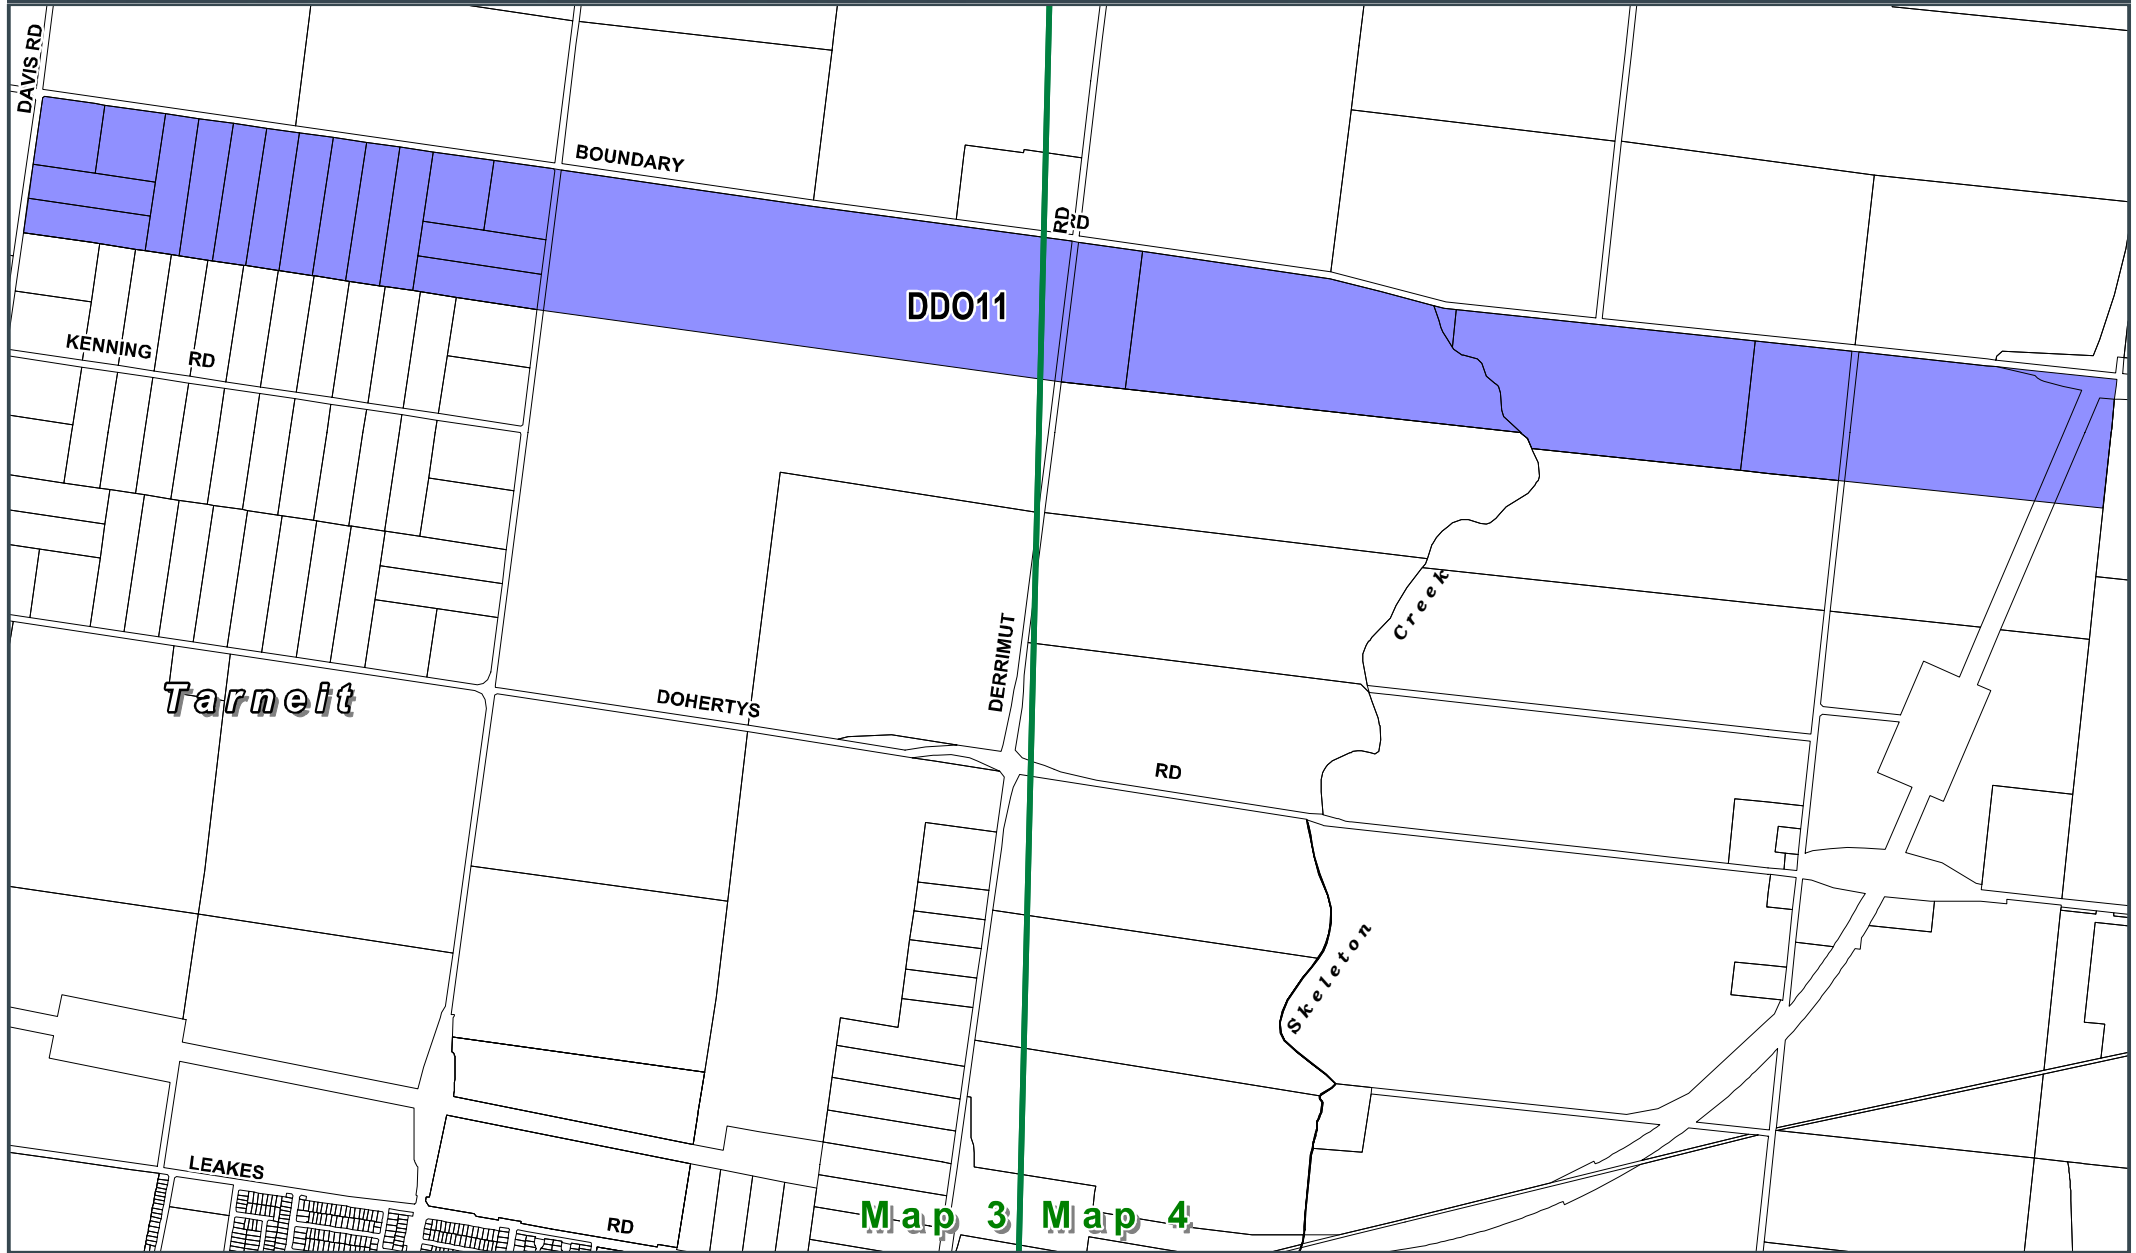 DAVIS RD
BOUNDARY
RD
RD
DDO11
KENNING RD
Creek
DERRIMUT
Tarneit
DOHERTYS
RD
Skeleton
LEAKES
RD
Map 3 Map 4